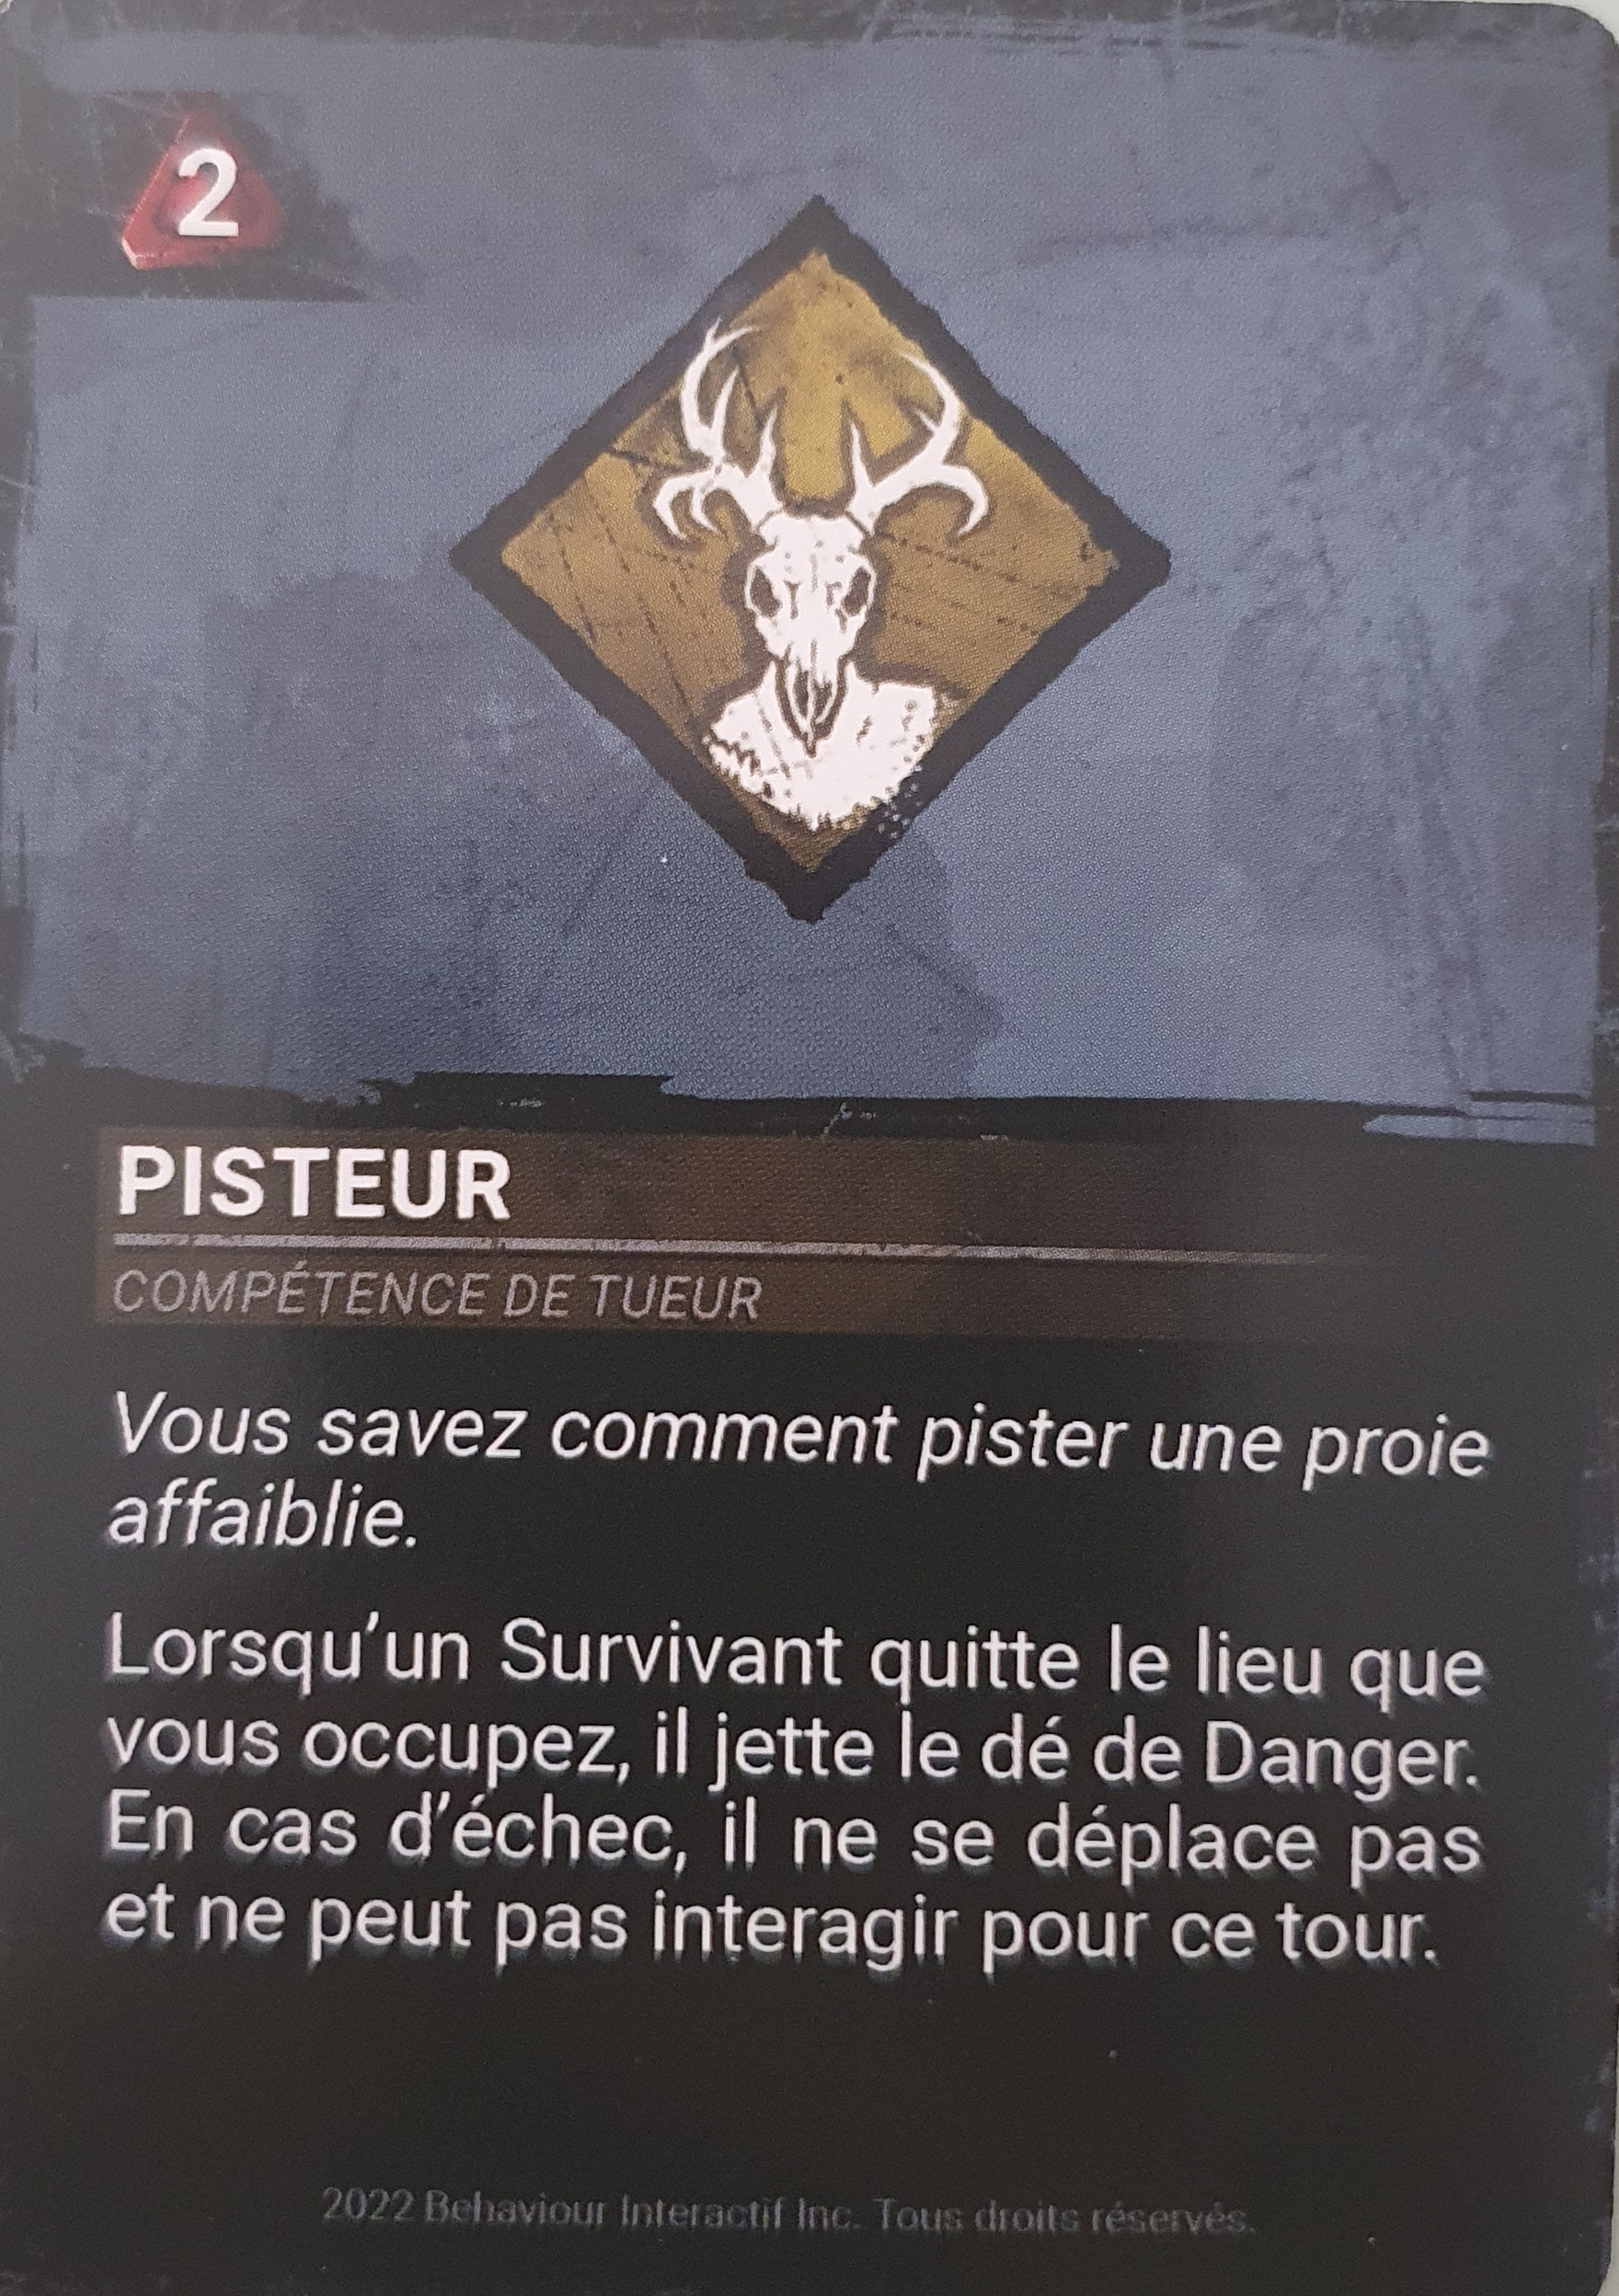 2
PISTEUR
COMPÉTENCE DE TUEUR
Vous savez comment pister une proie
affaiblie.
Lorsqu'un Survivant quitte le lieu que
vous occupez, il jette le dé de Danger.
En cas d'échec, il ne se déplace pas
et ne peut pas interagir pour ce tour.
2022 Behaviour Interactif Inc. Tous droits réservés.